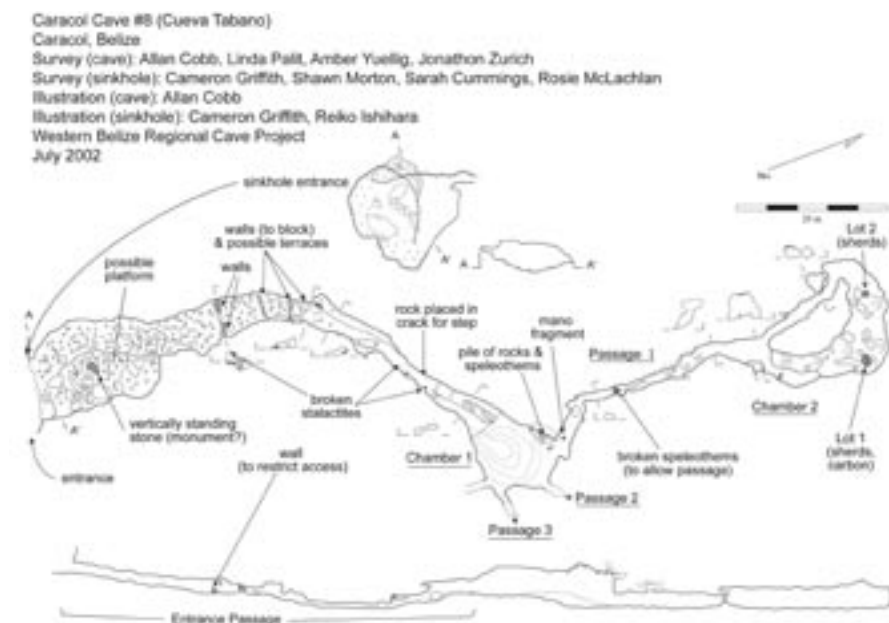 Caracol Cave #8 (Cueva Tabano)
Caracol, Belize
Survey (cave): Allan Cobb, Linda Palit, Amber Yuellig, Jonathon Zurich
Survey (sinkhole): Cameron Griffith, Shawn Morton, Sarah Cummings, Rosie McLachlan
Illustration (cave): Allan Cobb
Illustration (sinkhole): Cameron Griffith, Reiko Ishihara
Western Belize Regional Cave Project
July 2002
A
sinkhole entrance
A'
A
A'
Lot 2
(sherds)
walls (to block)
& possible terraces
possible
platform
walls
A
rock placed in
crack for step
mano
fragment
pile of rocks &
speleothems
Passage 1
broken
stalactites
vertically standing
stone (monument?)
A'
Chamber 2
entrance
wall
(to restrict access)
Chamber 1
broken speleothems
(to allow passage)
Lot 1
(sherds,
carbon)
Passage 2
Passage 3
Entrance Passage